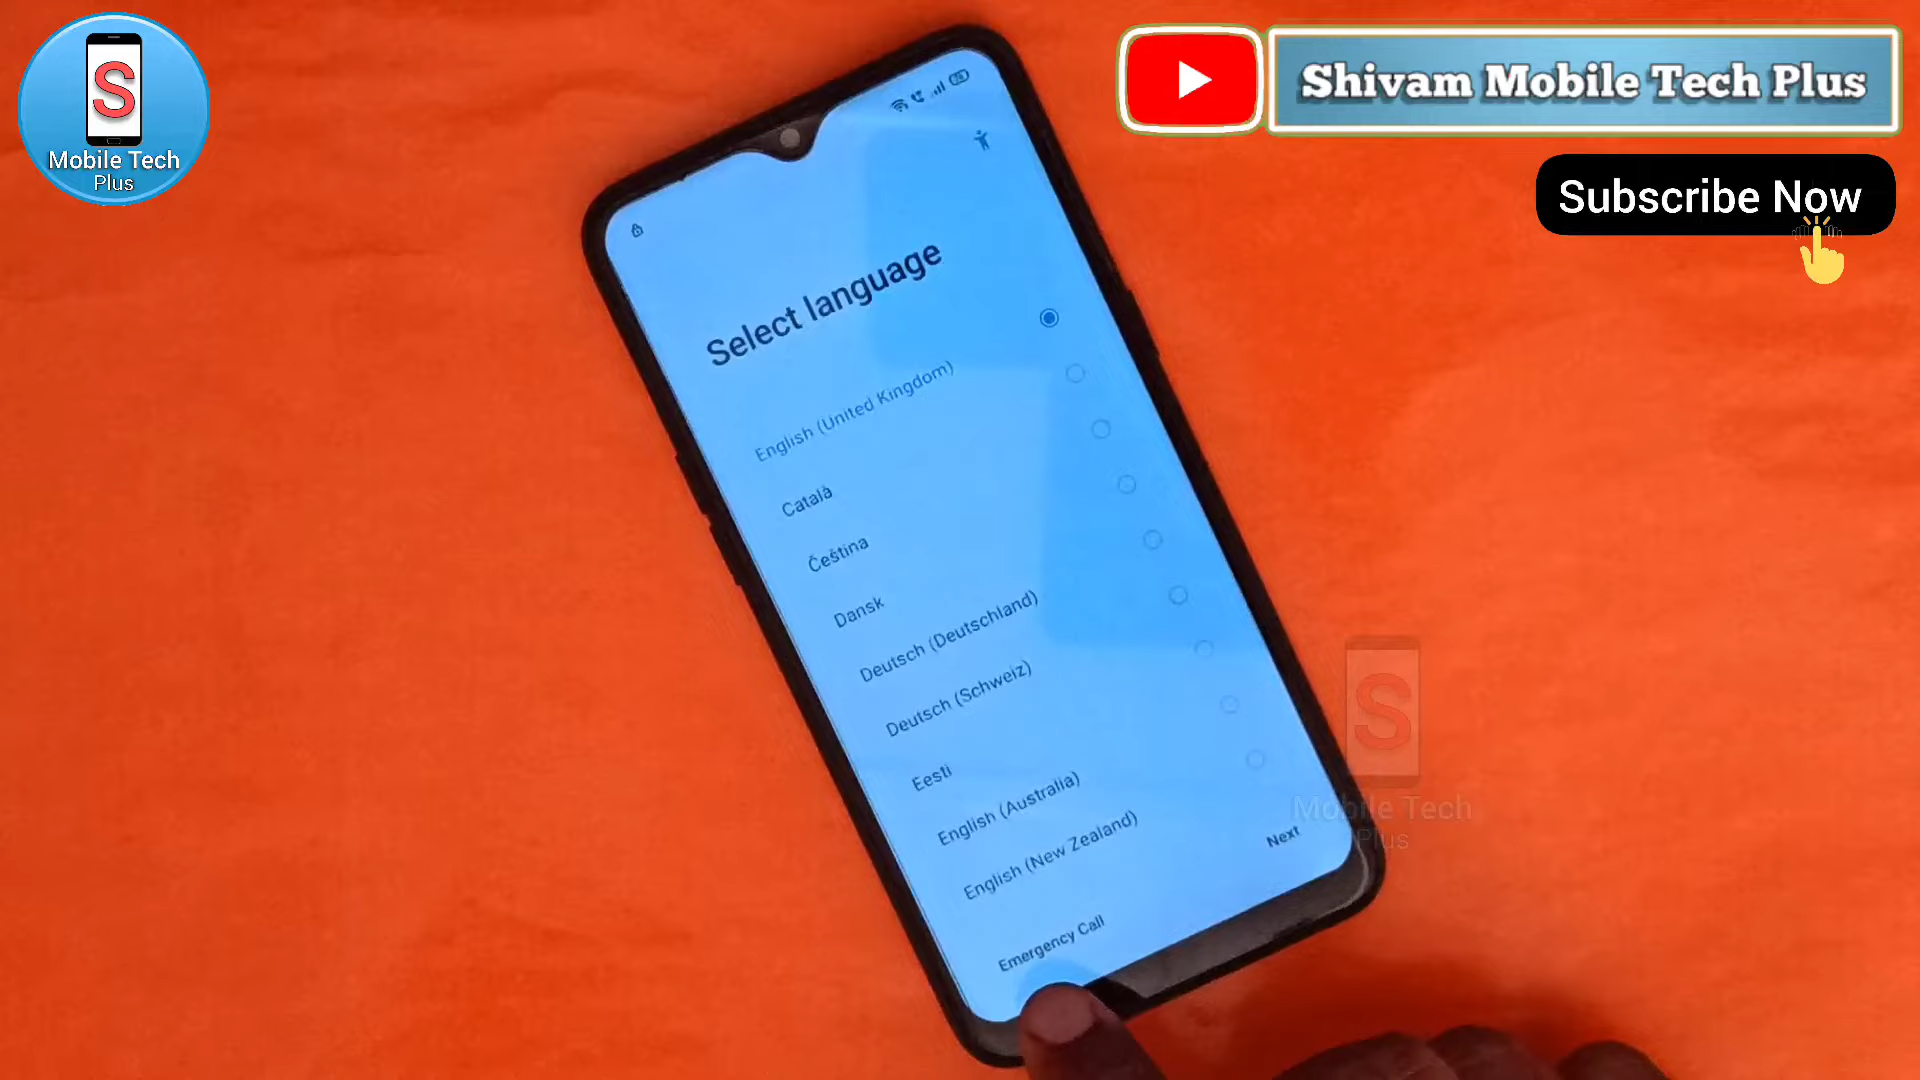 S
Mobile Tech
Plus
Shivam Mobile Tech Plus
Subscribe Now
Select language
English (United Kingdom)
Català
Čeština
Dansk
Deutsch (Deutschland)
Deutsch (Schweiz)
Eesti
English (Australia)
English (New Zealand)
Next
Emergency Call
S
Mobile Tech
Plus